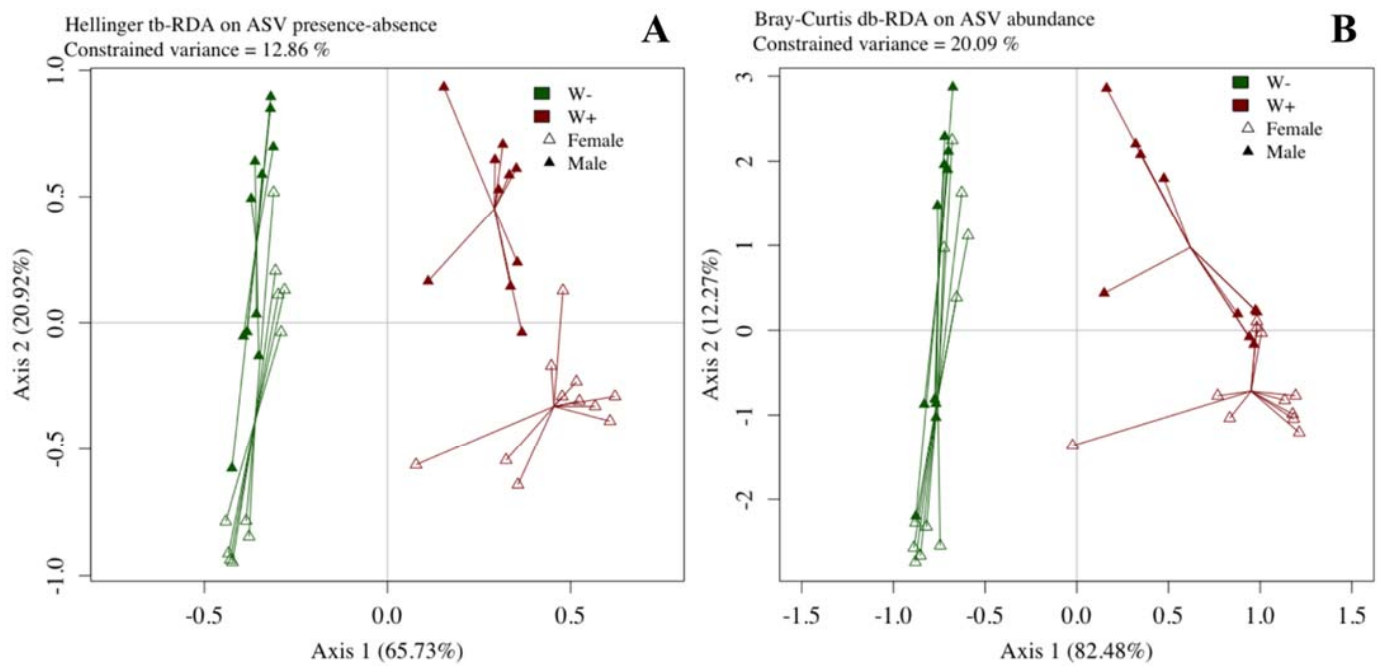 Hellinger tb-RDA on ASV presence-absence
Constrained variance = 12.86 %
A
W-
W+
Female
Male
1.0
0.5
0.0
-0.5
-1.0
Axis 2 (20.92%)
-0.5
0.0
0.5
Axis 1 (65.73%)
Bray-Curtis db-RDA on ASV abundance
Constrained variance = 20.09 %
B
W-
W+
Female
Male
3
2
1
0
-1
-2
Axis 2 (12.27%)
-1.5
-1.0
-0.5
0.0
0.5
1.0
1.5
Axis 1 (82.48%)